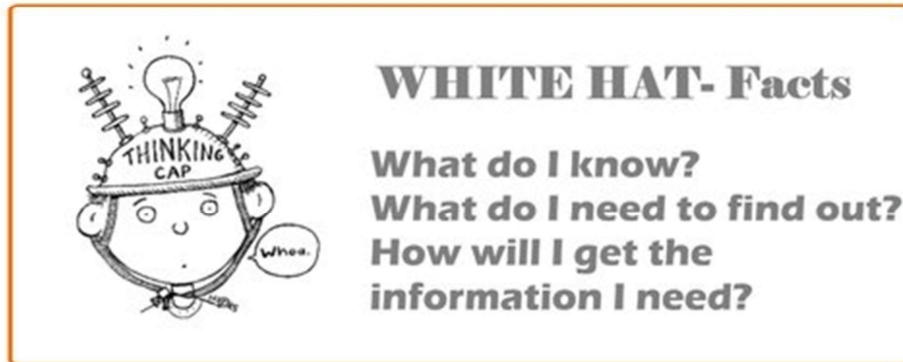 WHITE HAT- Facts
THINKING
CAP
What do I know?
What do I need to find out?
How will I get the
information I need?
Whoa.